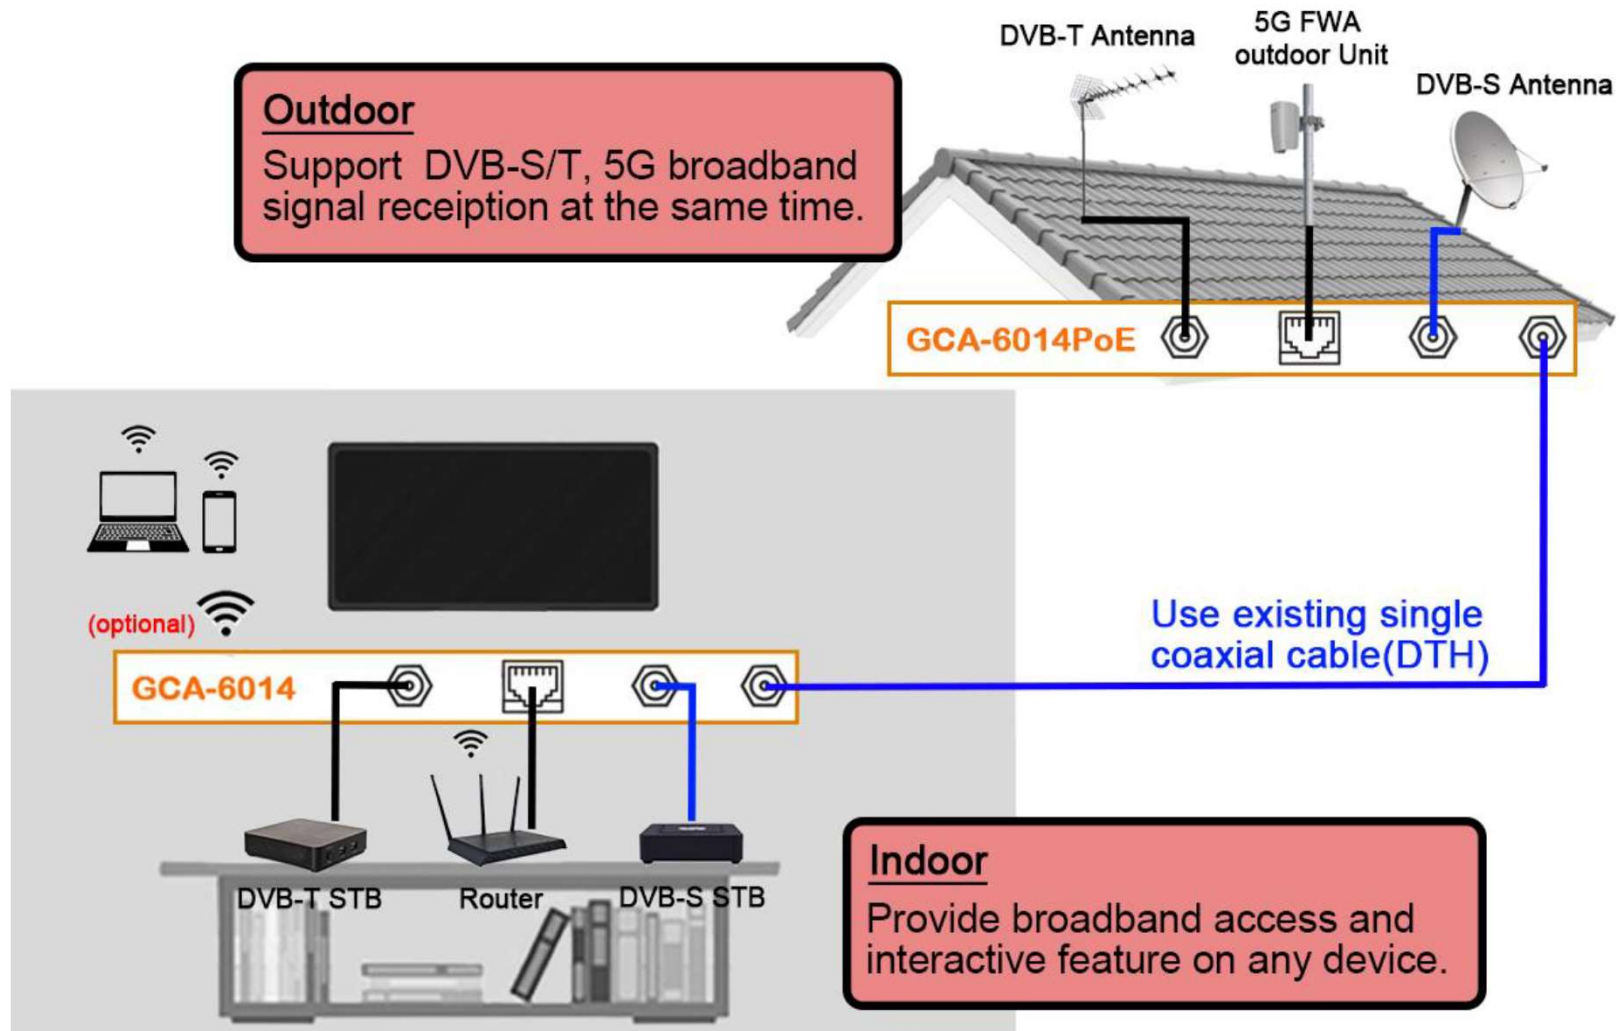 DVB-T Antenna
5G FWA
outdoor Unit
DVB-S Antenna
Outdoor
Support DVB-S/T, 5G broadband
signal receiption at the same time.
GCA-6014PoE
(optional)
GCA-6014
Use existing single
coaxial cable(DTH)
DVB-T STB
Router
DVB-S STB
Indoor
Provide broadband access and
interactive feature on any device.